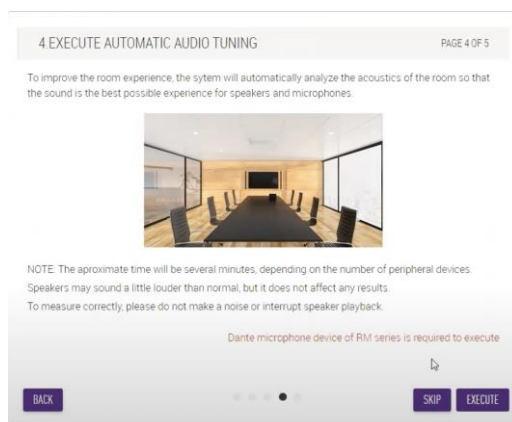 4 EXECUTE AUTOMATIC AUDIO TUNING
PAGE 4 OF 5
To improve the room experience, the sytem will automatically analyze the acoustics of the room so that
the sound is the best possible experience for speakers and microphones.
NOTE: The aproximate time will be several minutes, depending on the number of peripheral devices.
Speakers may sound a little louder than normal, but it does not affect any results.
To measure correctly, please do not make a noise or interrupt speaker playback.
Dante microphone device of RM series is required to execute
BACK
SKIP
EXECUTE